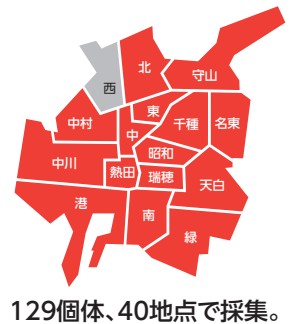 北
守山
西
東
中村
中
千種
名東
昭和
中川
熱田
瑞穂
天白
港
南
緑
129個体、40地点で採集。